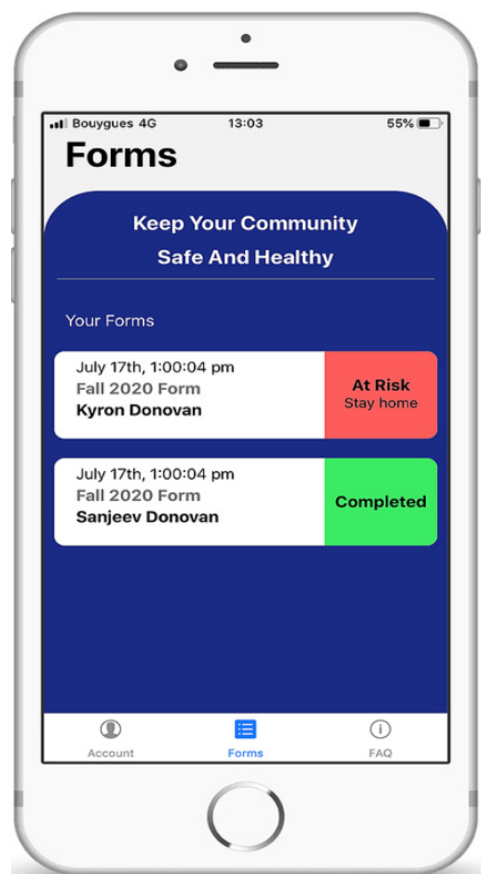 Bouygues 4G 13:03 55%
Forms
Keep Your Community
Safe And Healthy
Your Forms
July 17th, 1:00:04 pm
Fall 2020 Form
Kyron Donovan
At Risk
Stay home
July 17th, 1:00:04 pm
Fall 2020 Form
Sanjeev Donovan
Completed
Account Forms FAQ